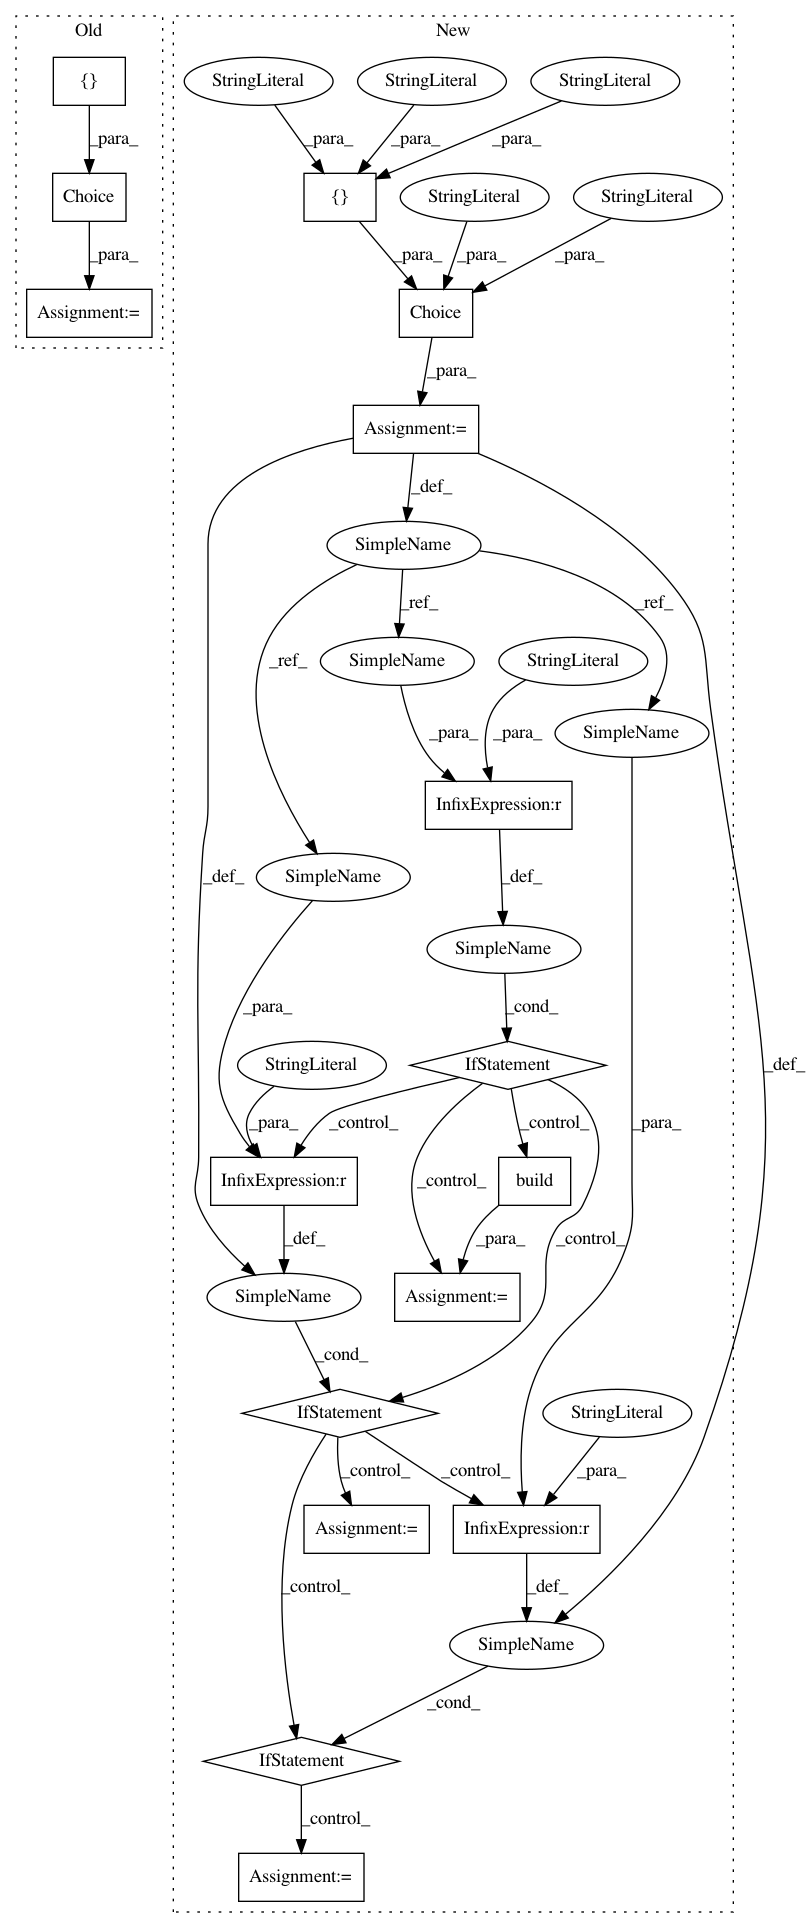 Old
New
{}
StringLiteral
StringLiteral
StringLiteral
_para_
_para_
_para_
_para_
Choice
{}
StringLiteral
StringLiteral
_para_
_para_
_para_
_para_
Assignment:=
Choice
_para_
Assignment:=
_def_
SimpleName
_ref_
_ref_
_ref_
SimpleName
StringLiteral
SimpleName
_para_
_para_
InfixExpression:r
_def_
SimpleName
_def_
SimpleName
_para_
_cond_
StringLiteral
IfStatement
_def_
_para_
_control_
_control_
_para_
InfixExpression:r
_control_
build
_def_
_para_
_control_
SimpleName
Assignment:=
_cond_
IfStatement
StringLiteral
_control_
_control_
_para_
Assignment:=
InfixExpression:r
_control_
_def_
SimpleName
_cond_
IfStatement
_control_
Assignment:=